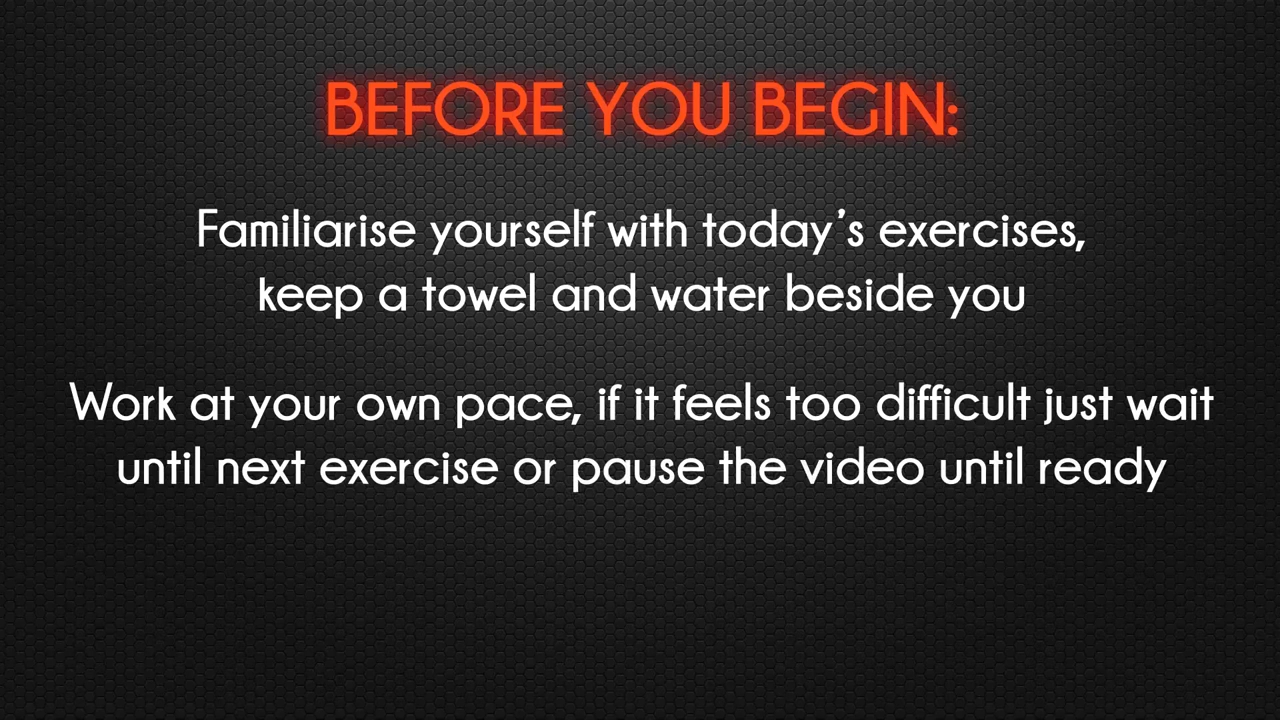 BEFORE YOU BEGIN:
Familiarise yourself with today's exercises,
keep a towel and water beside you
Work at your own pace, if it feels too difficult just wait
until next exercise or pause the video until ready